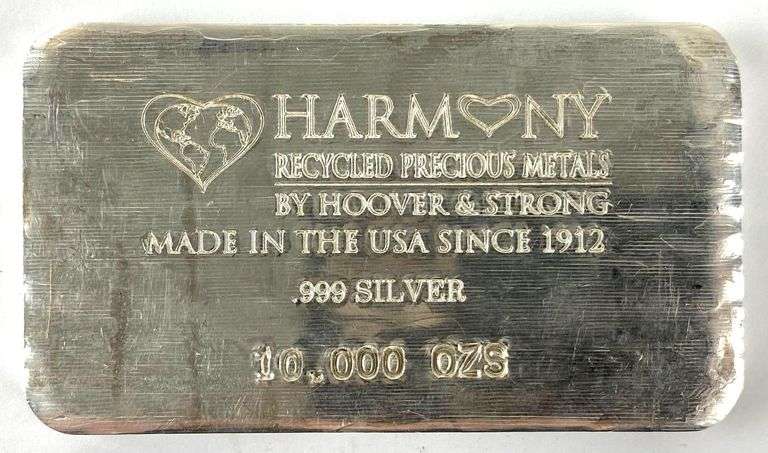 HARMONY
RECYCLED PRECIOUS METALS
BY HOOVER & STRONG
MADE IN THE USA SINCE 1912
.999 SILVER
10.000 OZS